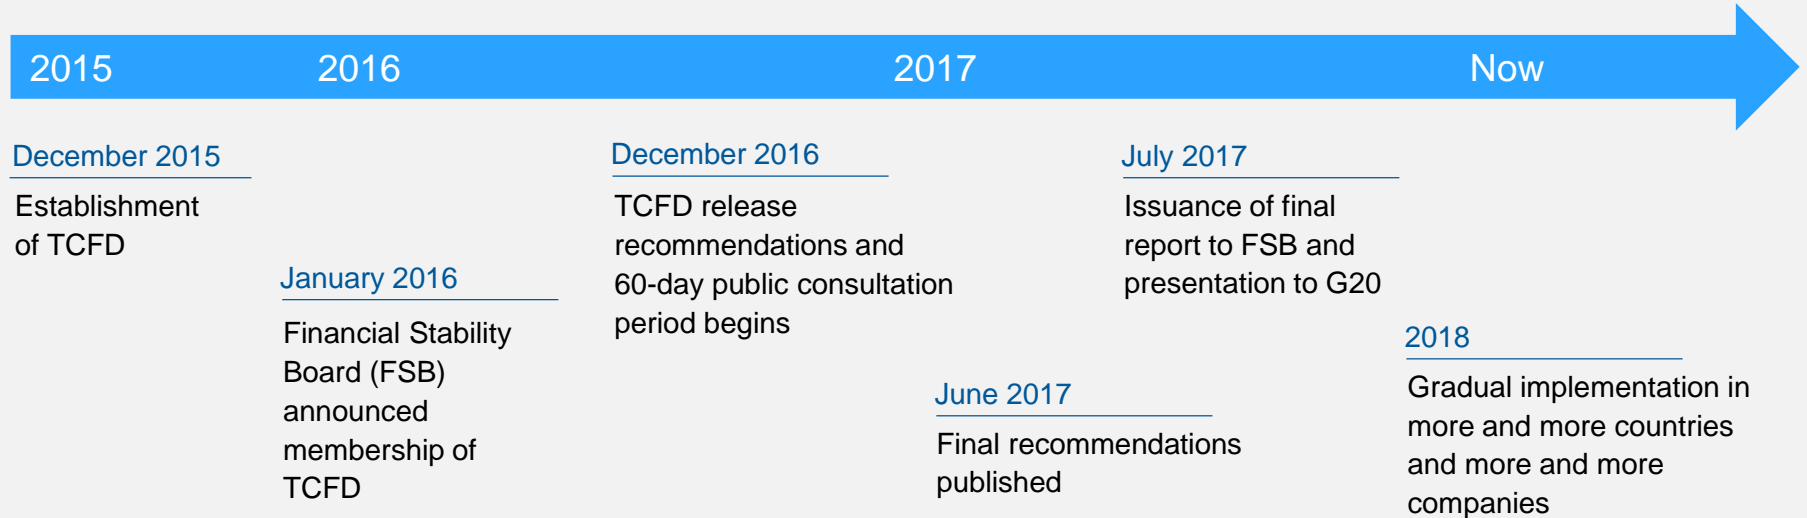 2015
2016
2017
Now
December 2015
Establishment
of TCFD
January 2016
Financial Stability
Board (FSB)
announced
membership of
TCFD
December 2016
TCFD release
recommendations and
60-day public consultation
period begins
June 2017
Final recommendations
published
July 2017
Issuance of final
report to FSB and
presentation to G20
2018
Gradual implementation in
more and more countries
and more and more
companies